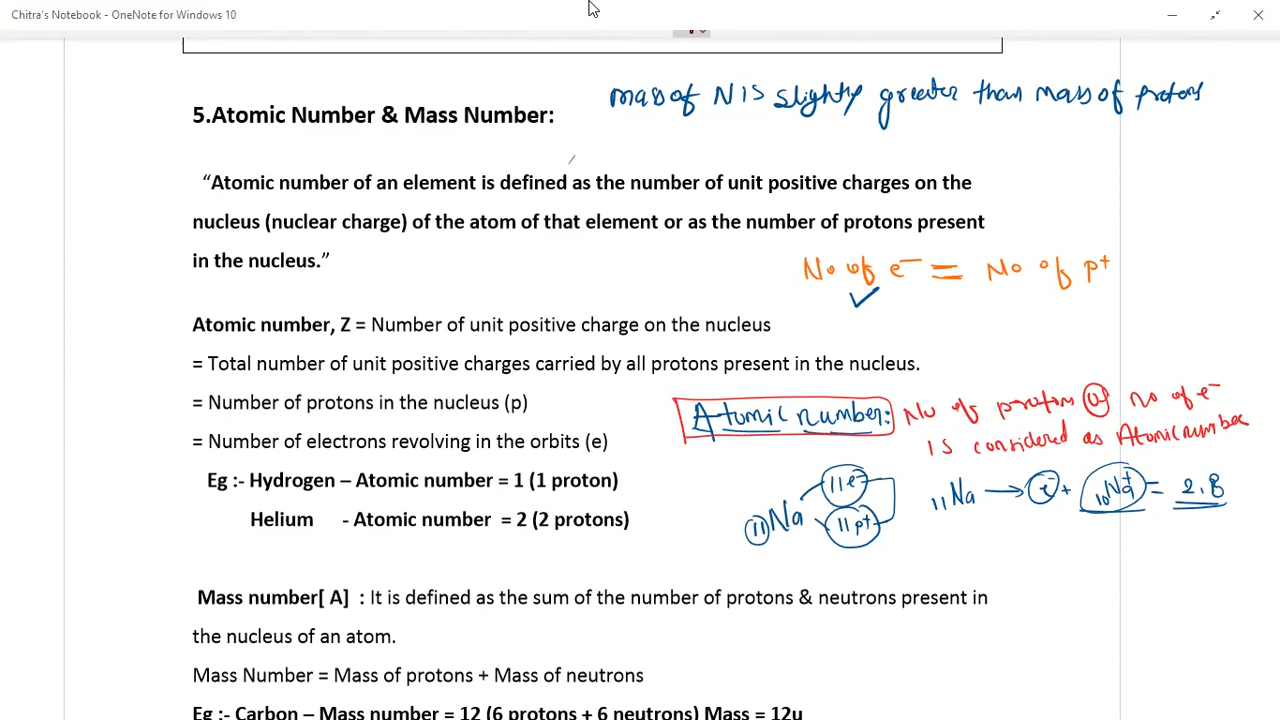 Chitra's Notebook - OneNote for Windows 10
mass of N is slightly greater than mass of protons
5.Atomic Number & Mass Number:
“Atomic number of an element is defined as the number of unit positive charges on the
nucleus (nuclear charge) of the atom of that element or as the number of protons present
in the nucleus.”
No of e⁻ = No of p⁺
Atomic number, Z = Number of unit positive charge on the nucleus
= Total number of unit positive charges carried by all protons present in the nucleus.
= Number of protons in the nucleus (p)
Atomic number: No of protons or no of e⁻
is considered as Atomic number
= Number of electrons revolving in the orbits (e)
Eg :- Hydrogen – Atomic number = 1 (1 proton)
Helium - Atomic number = 2 (2 protons)
11e⁻
₁₁Na
11p⁺
₁₁Na → e⁻ + ₁₀Na⁺ = 2.8
Mass number[ A] : It is defined as the sum of the number of protons & neutrons present in
the nucleus of an atom.
Mass Number = Mass of protons + Mass of neutrons
Eg :- Carbon – Mass number = 12 (6 protons + 6 neutrons) Mass = 12u